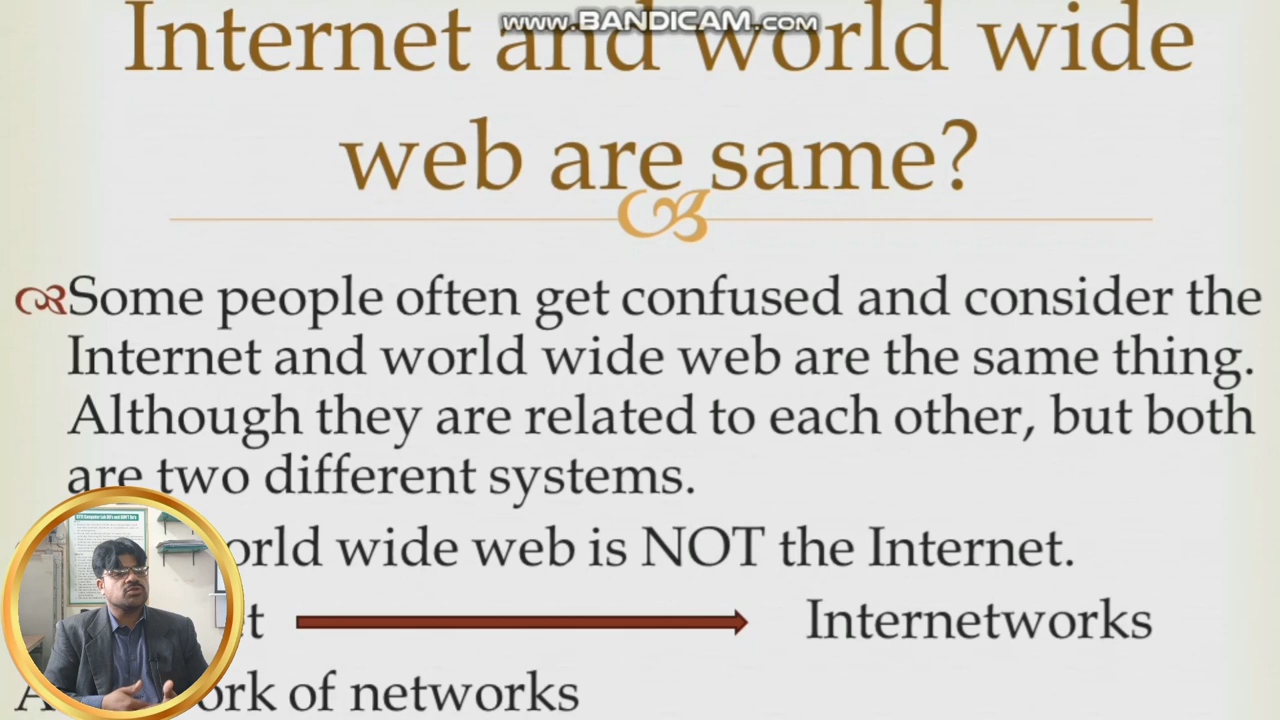 www.BANDICAM.com
Internet and world wide
web are same?
Some people often get confused and consider the
Internet and world wide web are the same thing.
Although they are related to each other, but both
are two different systems.
wide web is NOT the Internet.
Internetworks
of networks